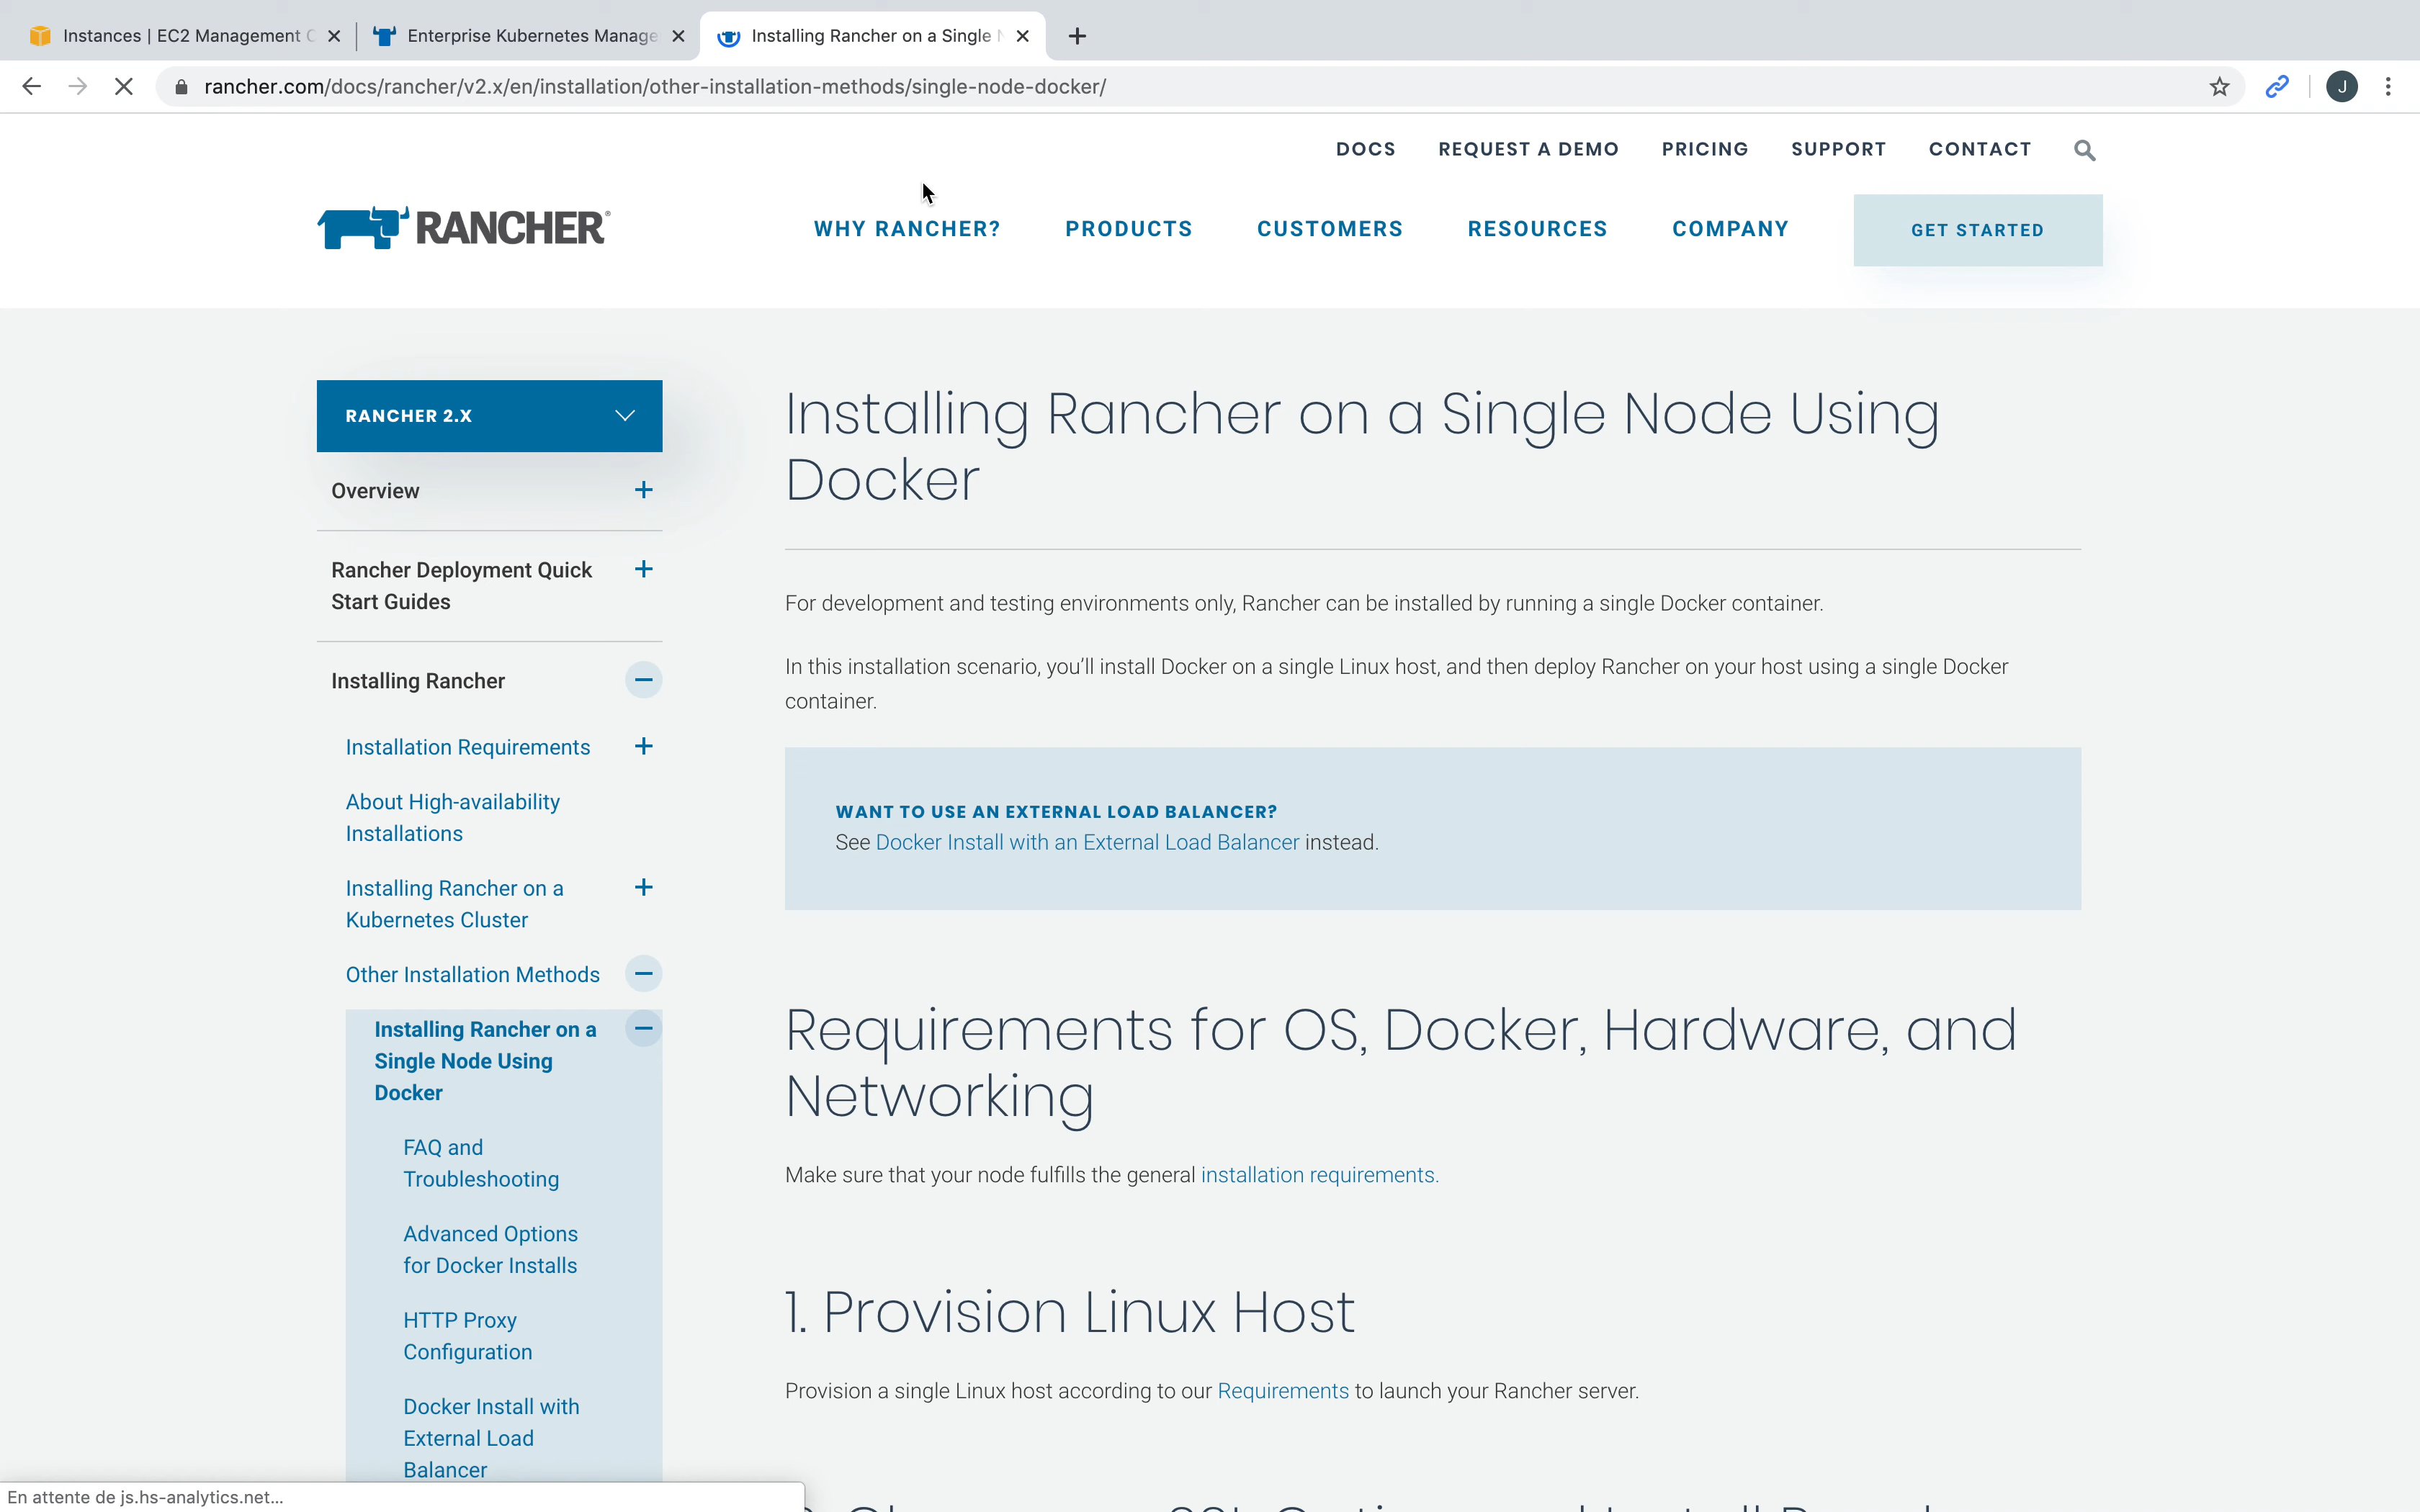 Instances | EC2 Management C
Enterprise Kubernetes Manage
Installing Rancher on a Single N
rancher.com/docs/rancher/v2.x/en/installation/other-installation-methods/single-node-docker/
J
DOCS
REQUEST A DEMO
PRICING
SUPPORT
CONTACT
RANCHER®
WHY RANCHER?
PRODUCTS
CUSTOMERS
RESOURCES
COMPANY
GET STARTED
RANCHER 2.X
Overview
Rancher Deployment Quick
Start Guides
Installing Rancher
Installation Requirements
About High-availability
Installations
Installing Rancher on a
Kubernetes Cluster
Other Installation Methods
Installing Rancher on a
Single Node Using
Docker
FAQ and
Troubleshooting
Advanced Options
for Docker Installs
HTTP Proxy
Configuration
Docker Install with
External Load
Balancer
Installing Rancher on a Single Node Using
Docker
For development and testing environments only, Rancher can be installed by running a single Docker container.
In this installation scenario, you'll install Docker on a single Linux host, and then deploy Rancher on your host using a single Docker
container.
WANT TO USE AN EXTERNAL LOAD BALANCER?
See Docker Install with an External Load Balancer instead.
Requirements for OS, Docker, Hardware, and
Networking
Make sure that your node fulfills the general installation requirements.
1. Provision Linux Host
Provision a single Linux host according to our Requirements to launch your Rancher server.
En attente de js.hs-analytics.net...